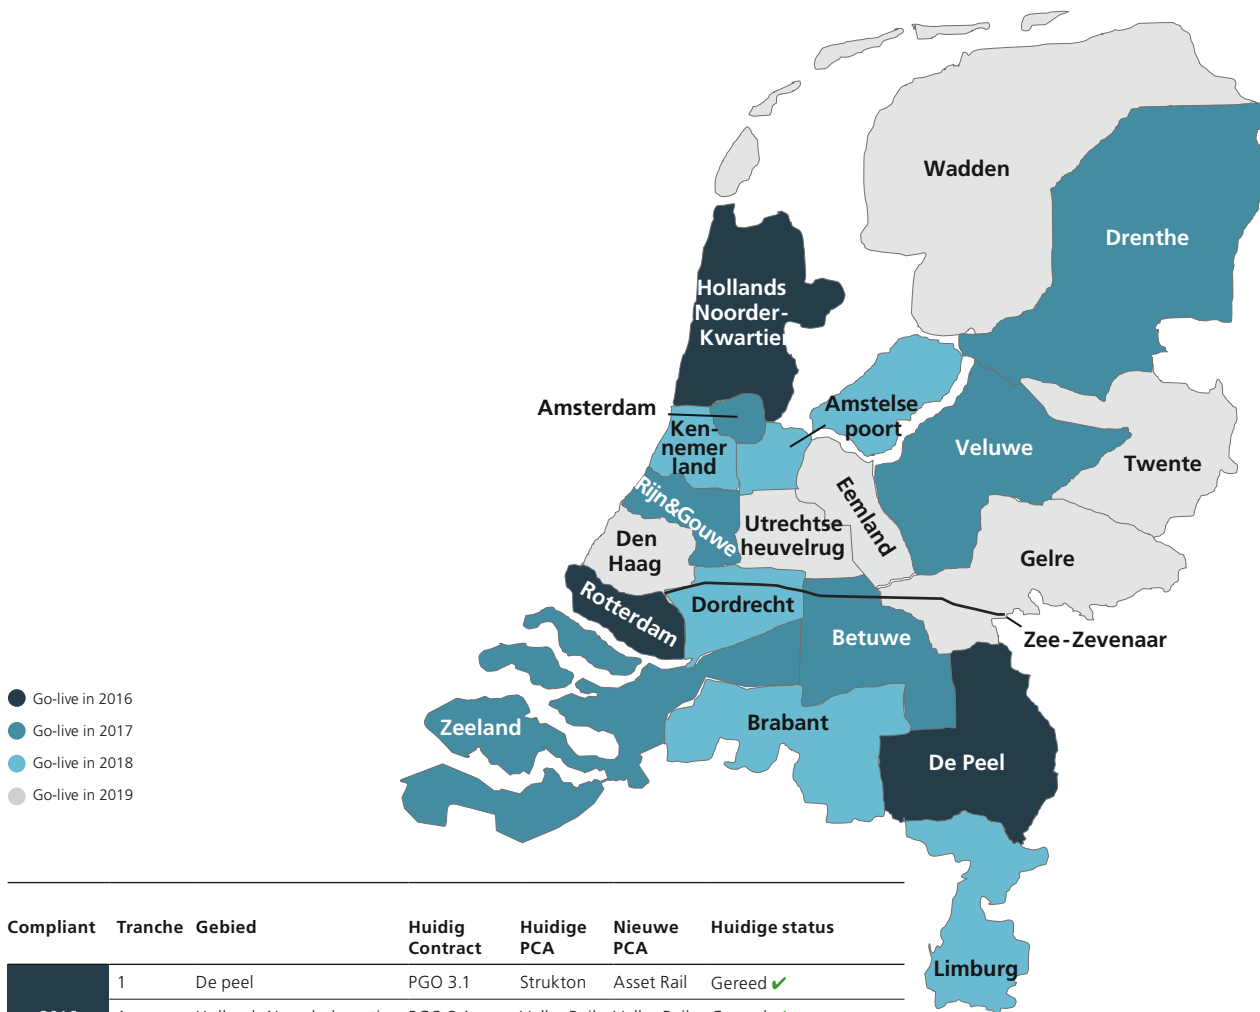 Wadden
Drenthe
Hollands
Noorder-
Kwartier
Amsterdam
Amstelse
poort
Ken-
nemer
land
Veluwe
Twente
Rijn&Gouwe
Eemland
Utrechtse
heuvelrug
Den
Haag
Gelre
Rotterdam
Dordrecht
Betuwe
Zee-Zevenaar
Go-live in 2016
Go-live in 2017
Go-live in 2018
Go-live in 2019
Zeeland
Brabant
De Peel
Limburg
Compliant Tranche Gebied Huidig Huidige Nieuwe Huidige status
Contract PCA PCA
1 De peel PGO 3.1 Strukton Asset Rail Gereed ✔